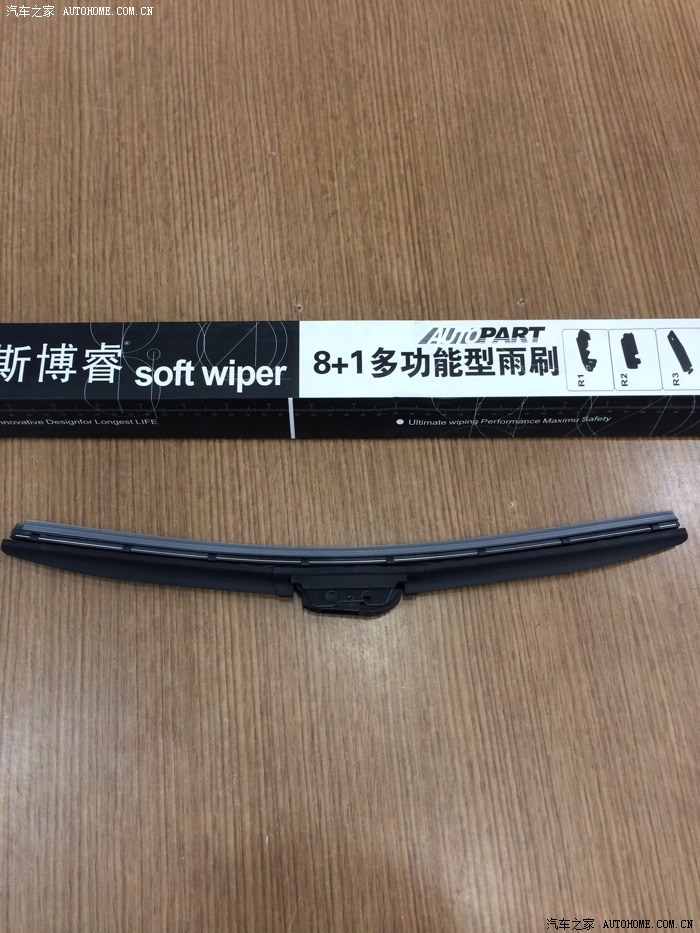 汽车之家 AUTOHOME.COM.CN
斯博睿® soft wiper
AUTOPART
8+1多功能型雨刷
R1 R2 R3
nnovative Designfor Longest LIFE
Ultimate wiping Performance Maximu Safety
汽车之家 AUTOHOME.COM.CN